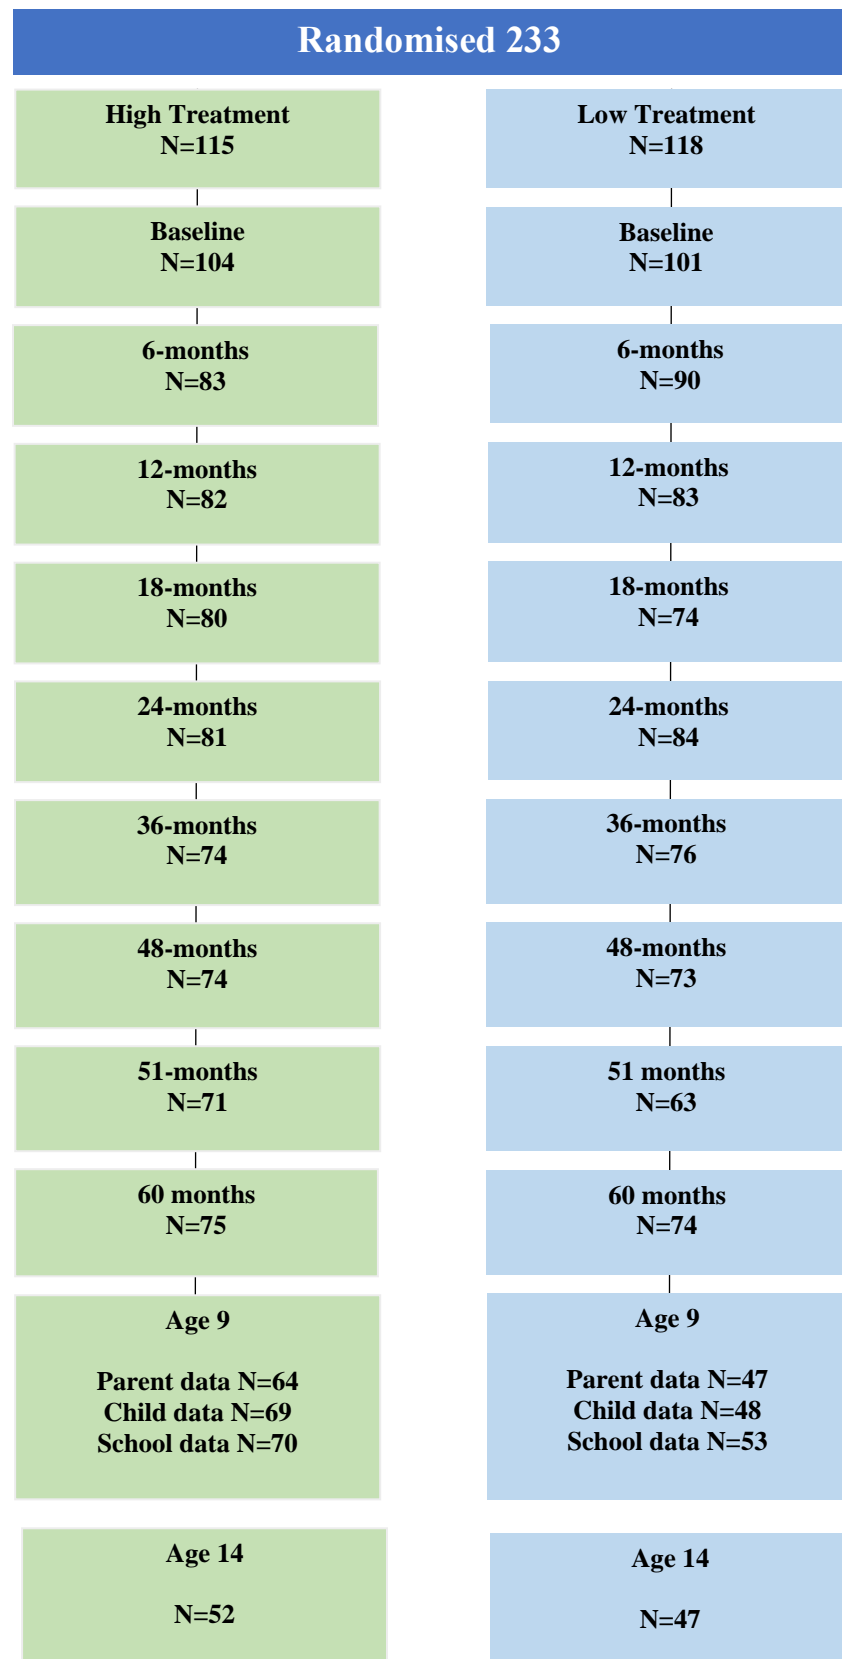 Randomised 233
High Treatment
N=115
Low Treatment
N=118
Baseline
N=104
Baseline
N=101
6-months
N=83
6-months
N=90
12-months
N=82
12-months
N=83
18-months
N=80
18-months
N=74
24-months
N=81
24-months
N=84
36-months
N=74
36-months
N=76
48-months
N=74
48-months
N=73
51-months
N=71
51 months
N=63
60 months
N=75
60 months
N=74
Age 9
Parent data N=64
Child data N=69
School data N=70
Age 9
Parent data N=47
Child data N=48
School data N=53
Age 14
N=52
Age 14
N=47